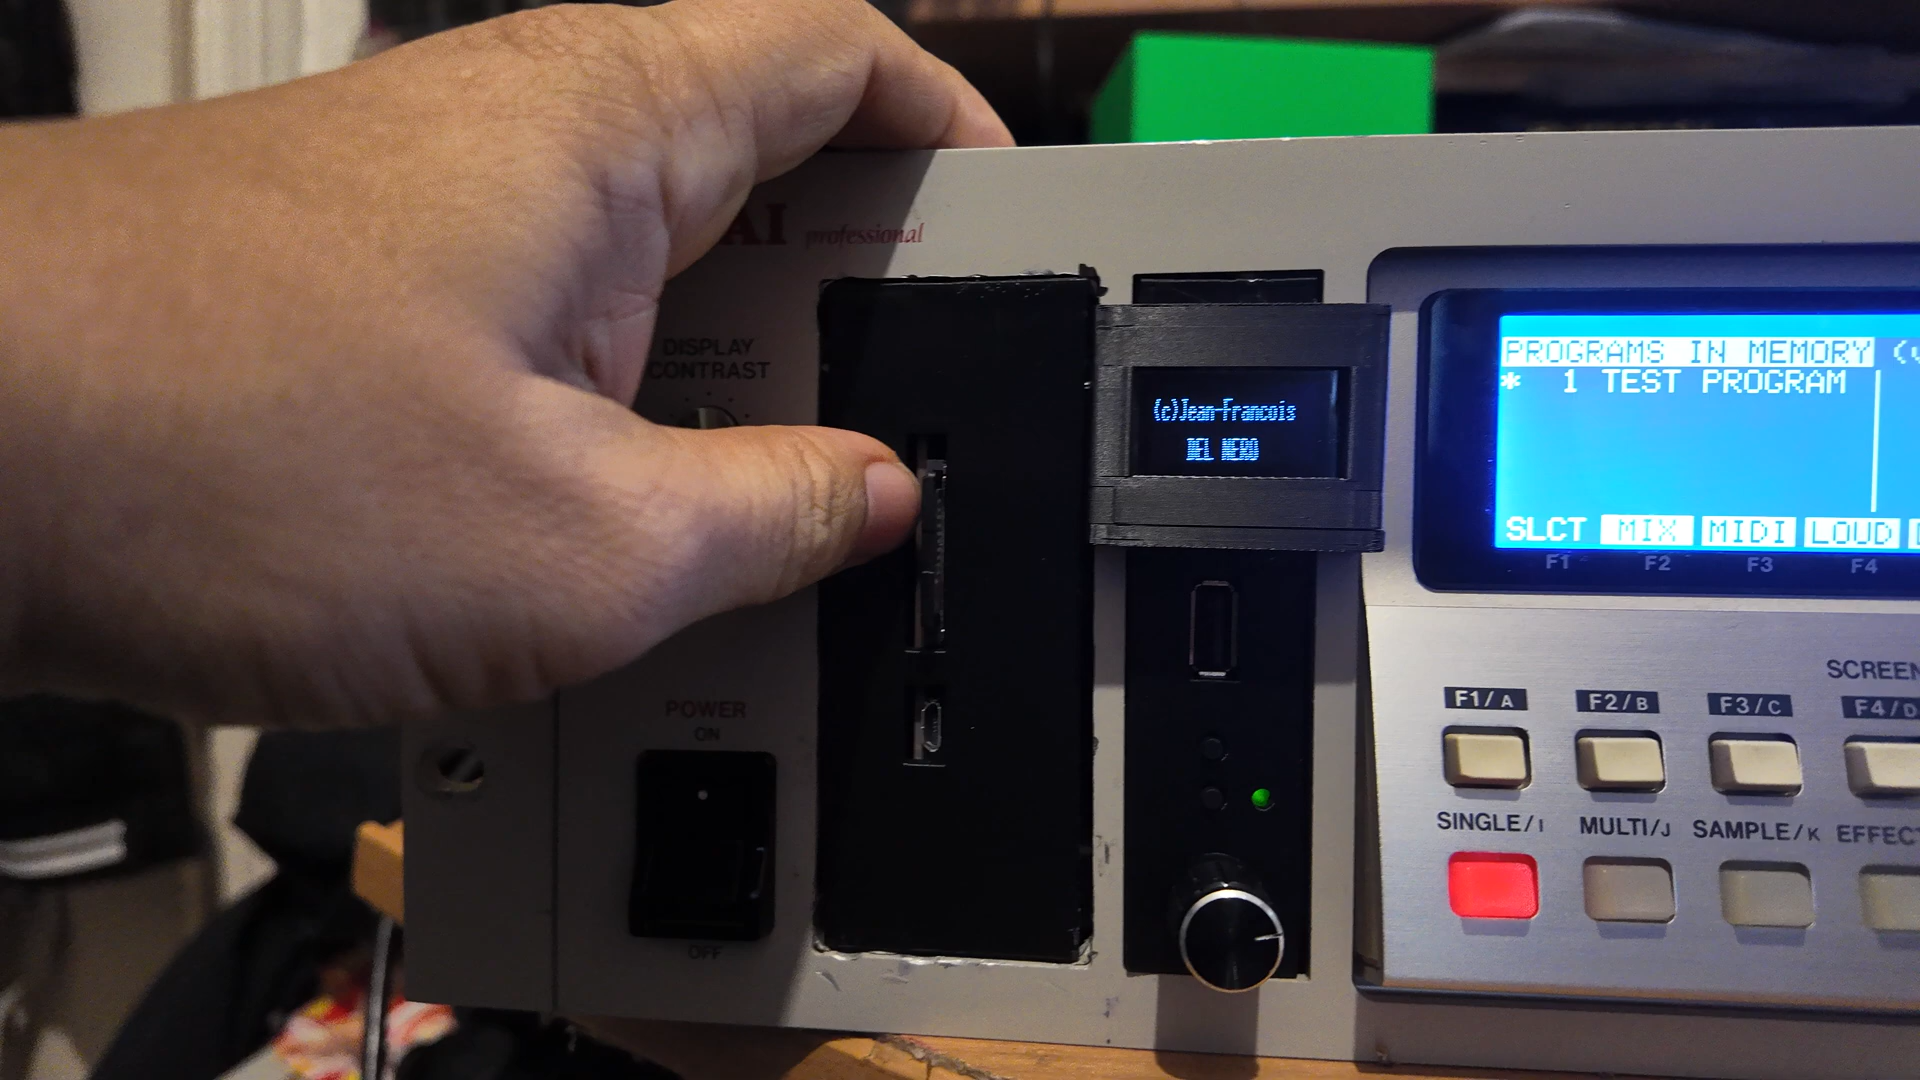 AI professional
DISPLAY
CONTRAST
POWER
ON
OFF
(c)Jean-Francois
DEL NERO
PROGRAMS IN MEMORY
* 1 TEST PROGRAM
SLCT MIX MIDI LOUD
F1 F2 F3 F4
SCREEN
F1/A F2/B F3/C F4/D
SINGLE/I MULTI/J SAMPLE/K EFFECT